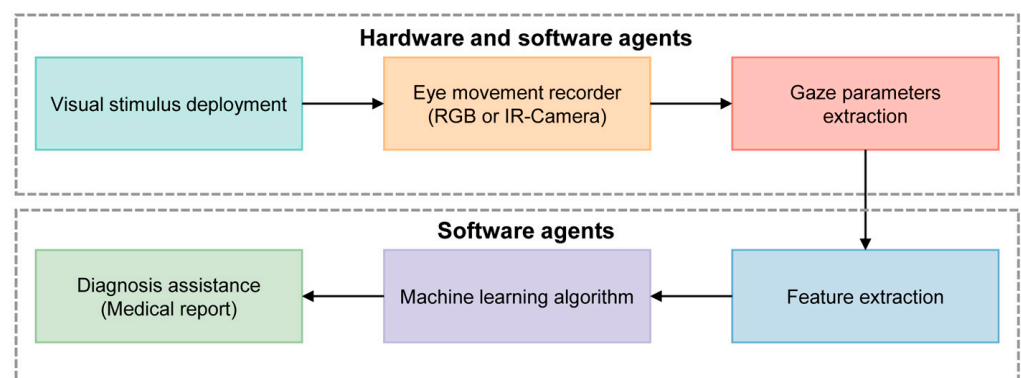 Hardware and software agents
Visual stimulus deployment
Eye movement recorder
(RGB or IR-Camera)
Gaze parameters
extraction
Software agents
Diagnosis assistance
(Medical report)
Machine learning algorithm
Feature extraction